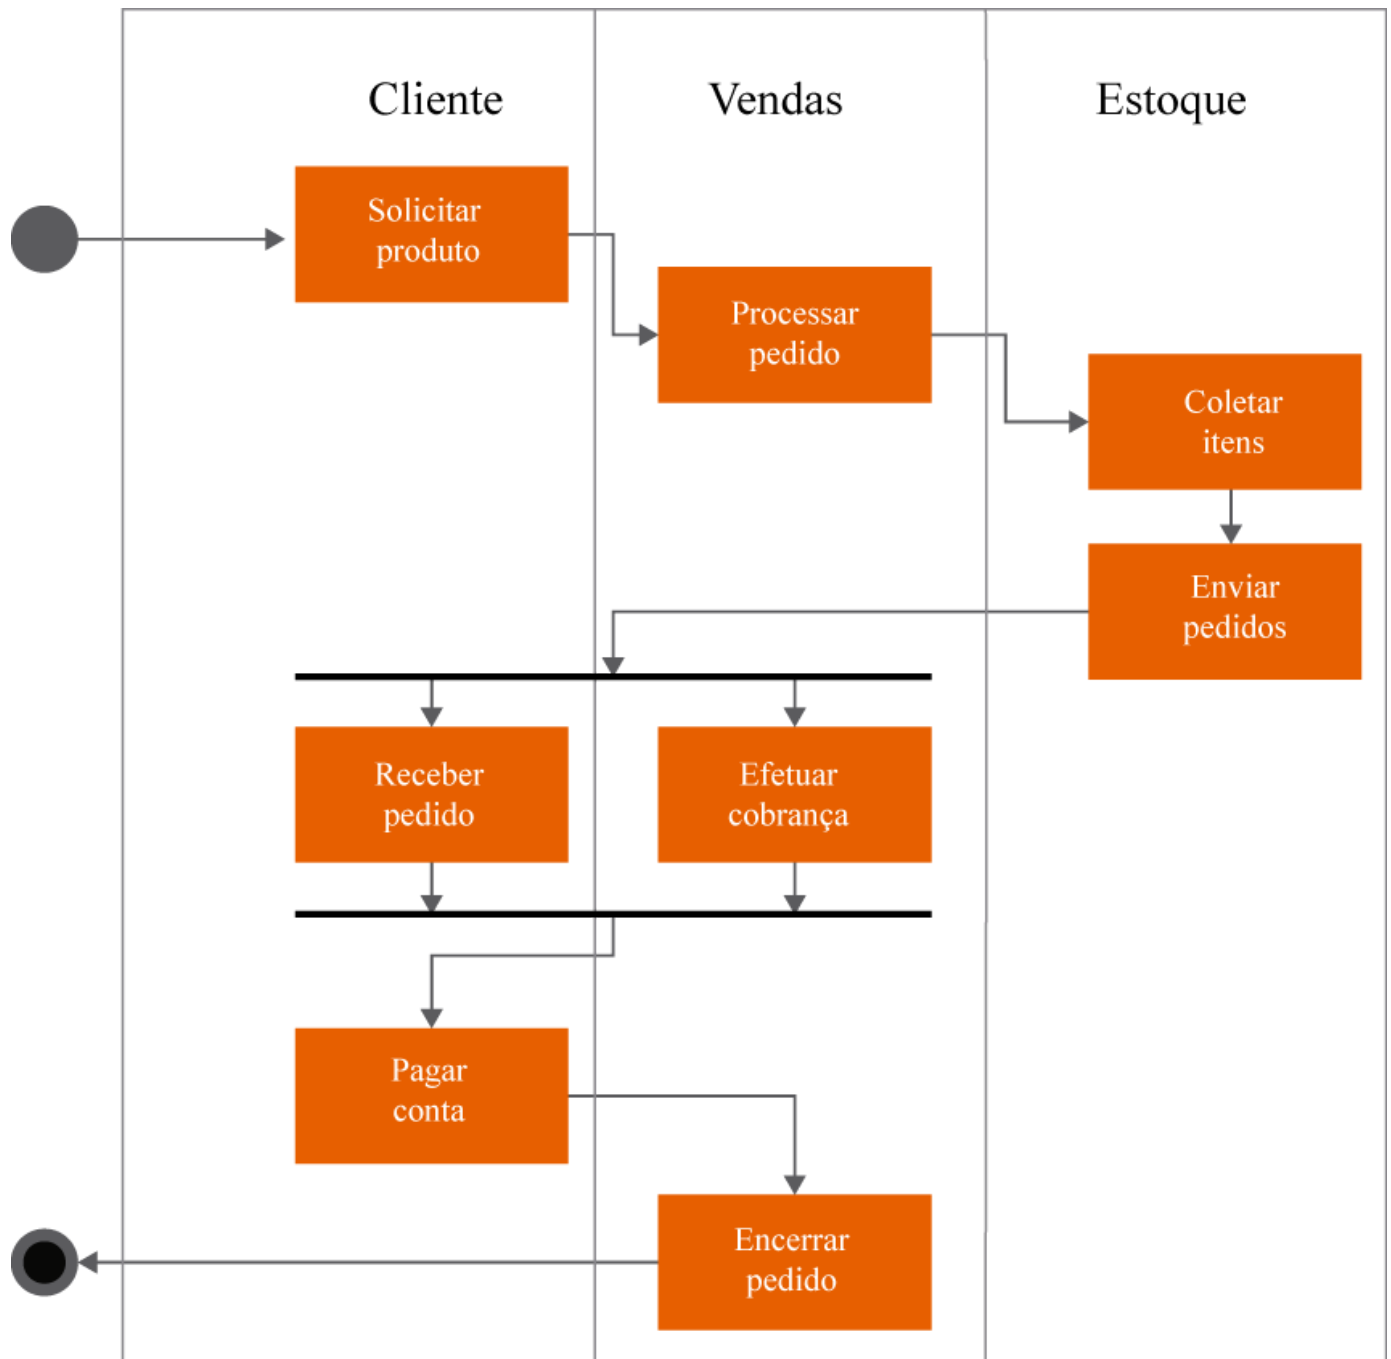 Cliente
Vendas
Estoque
Solicitar
produto
Processar
pedido
Coletar
itens
Enviar
pedidos
Receber
pedido
Efetuar
cobrança
Pagar
conta
Encerrar
pedido